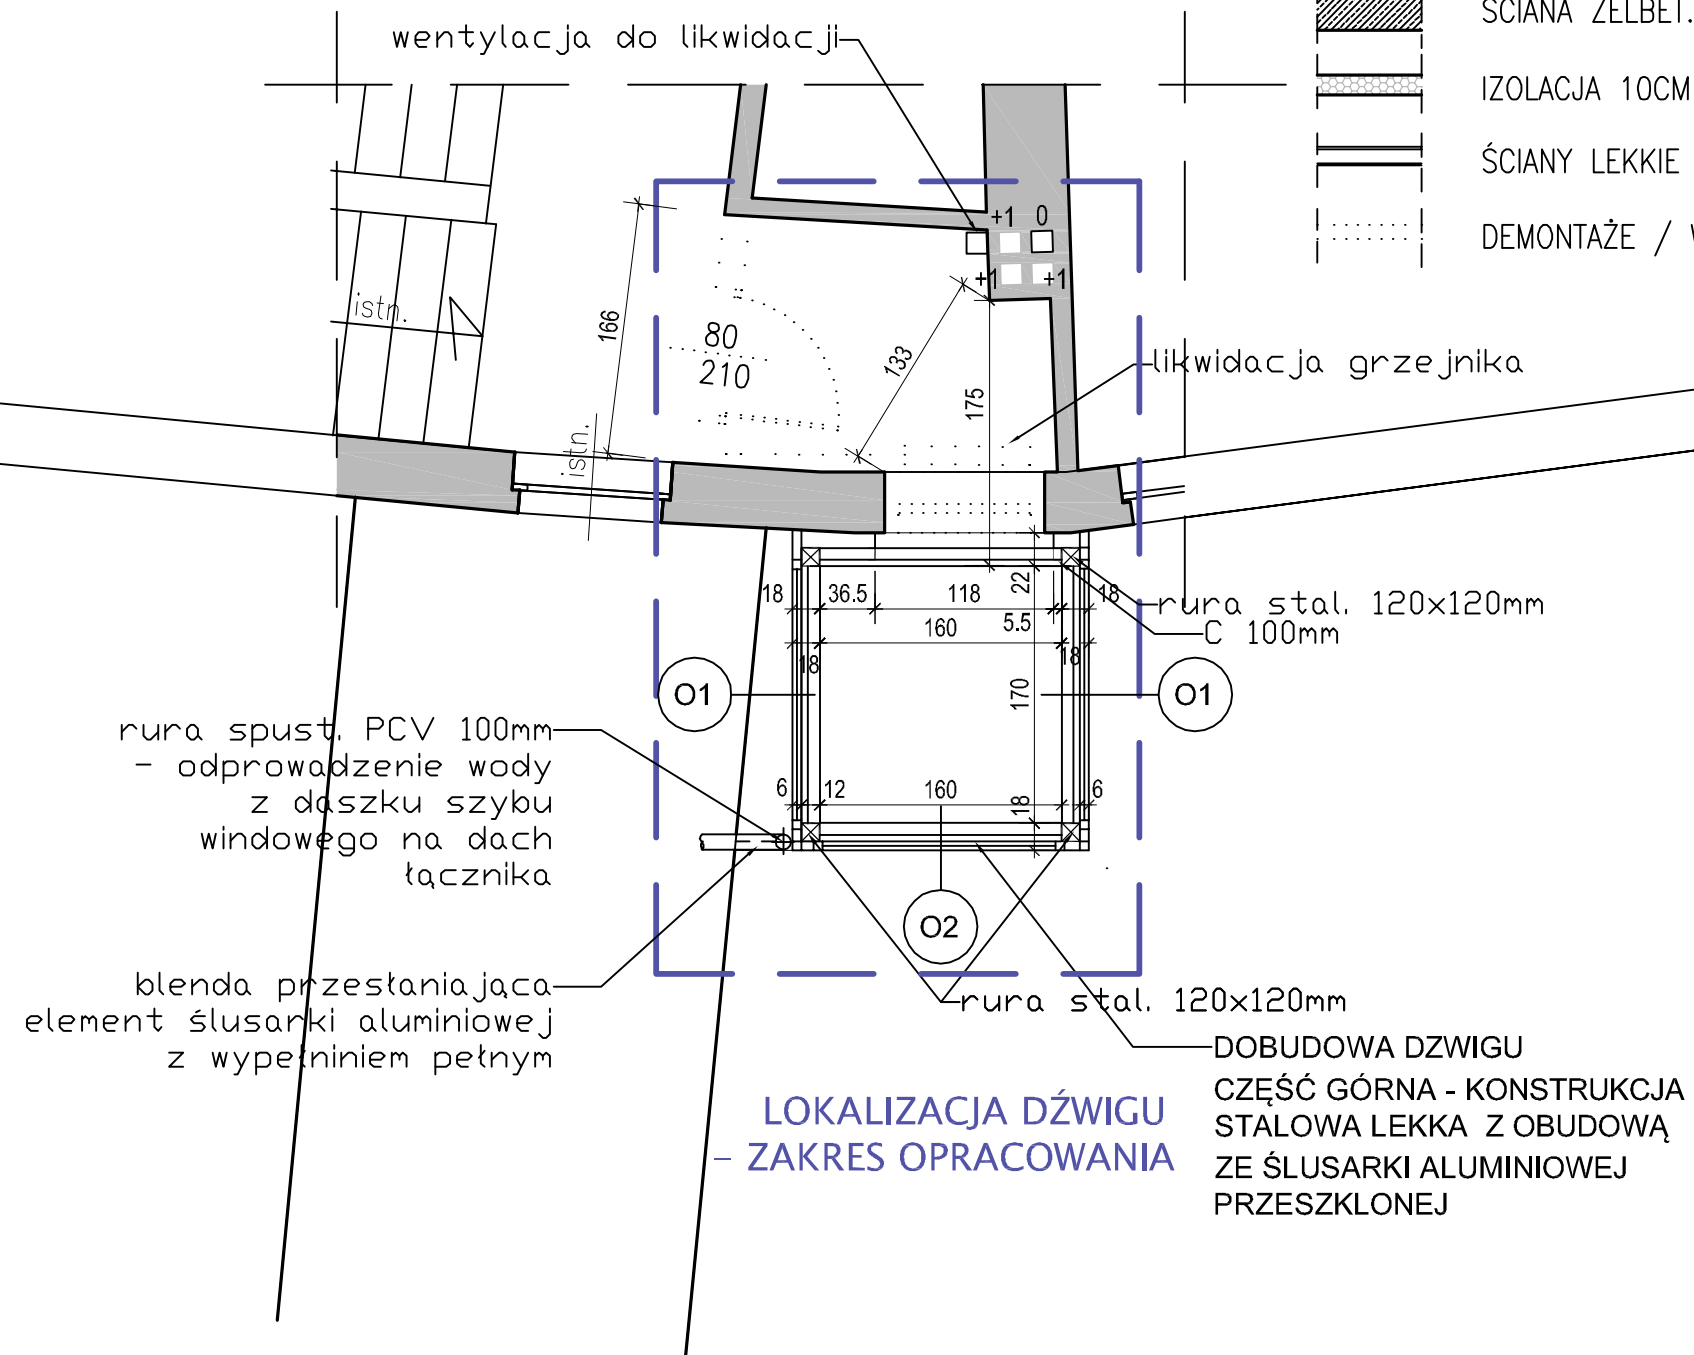 wentylacja do likwidacji
ŚCIANA ŻELBET.
IZOLACJA 10CM
ŚCIANY LEKKIE
DEMONTAŻE /
+1 0
+1 +1
istn.
166
80
210
133
175
likwidacja grzejnika
istn.
18 36.5 118 22 18
rura stal. 120x120mm
C 100mm
160 5.5
18 18
170
O1 O1
rura spust. PCV 100mm
- odprowadzenie wody
z daszku szybu
windowego na dach
łącznika
6 12 160 18 6
O2
blenda przesłaniająca
element ślusarki aluminiowej
z wypełniniem pełnym
rura stal. 120x120mm
DOBUDOWA DZWIGU
CZĘŚĆ GÓRNA - KONSTRUKCJA
STALOWA LEKKA Z OBUDOWĄ
ZE ŚLUSARKI ALUMINIOWEJ
PRZESZKLONEJ
LOKALIZACJA DŹWIGU
– ZAKRES OPRACOWANIA